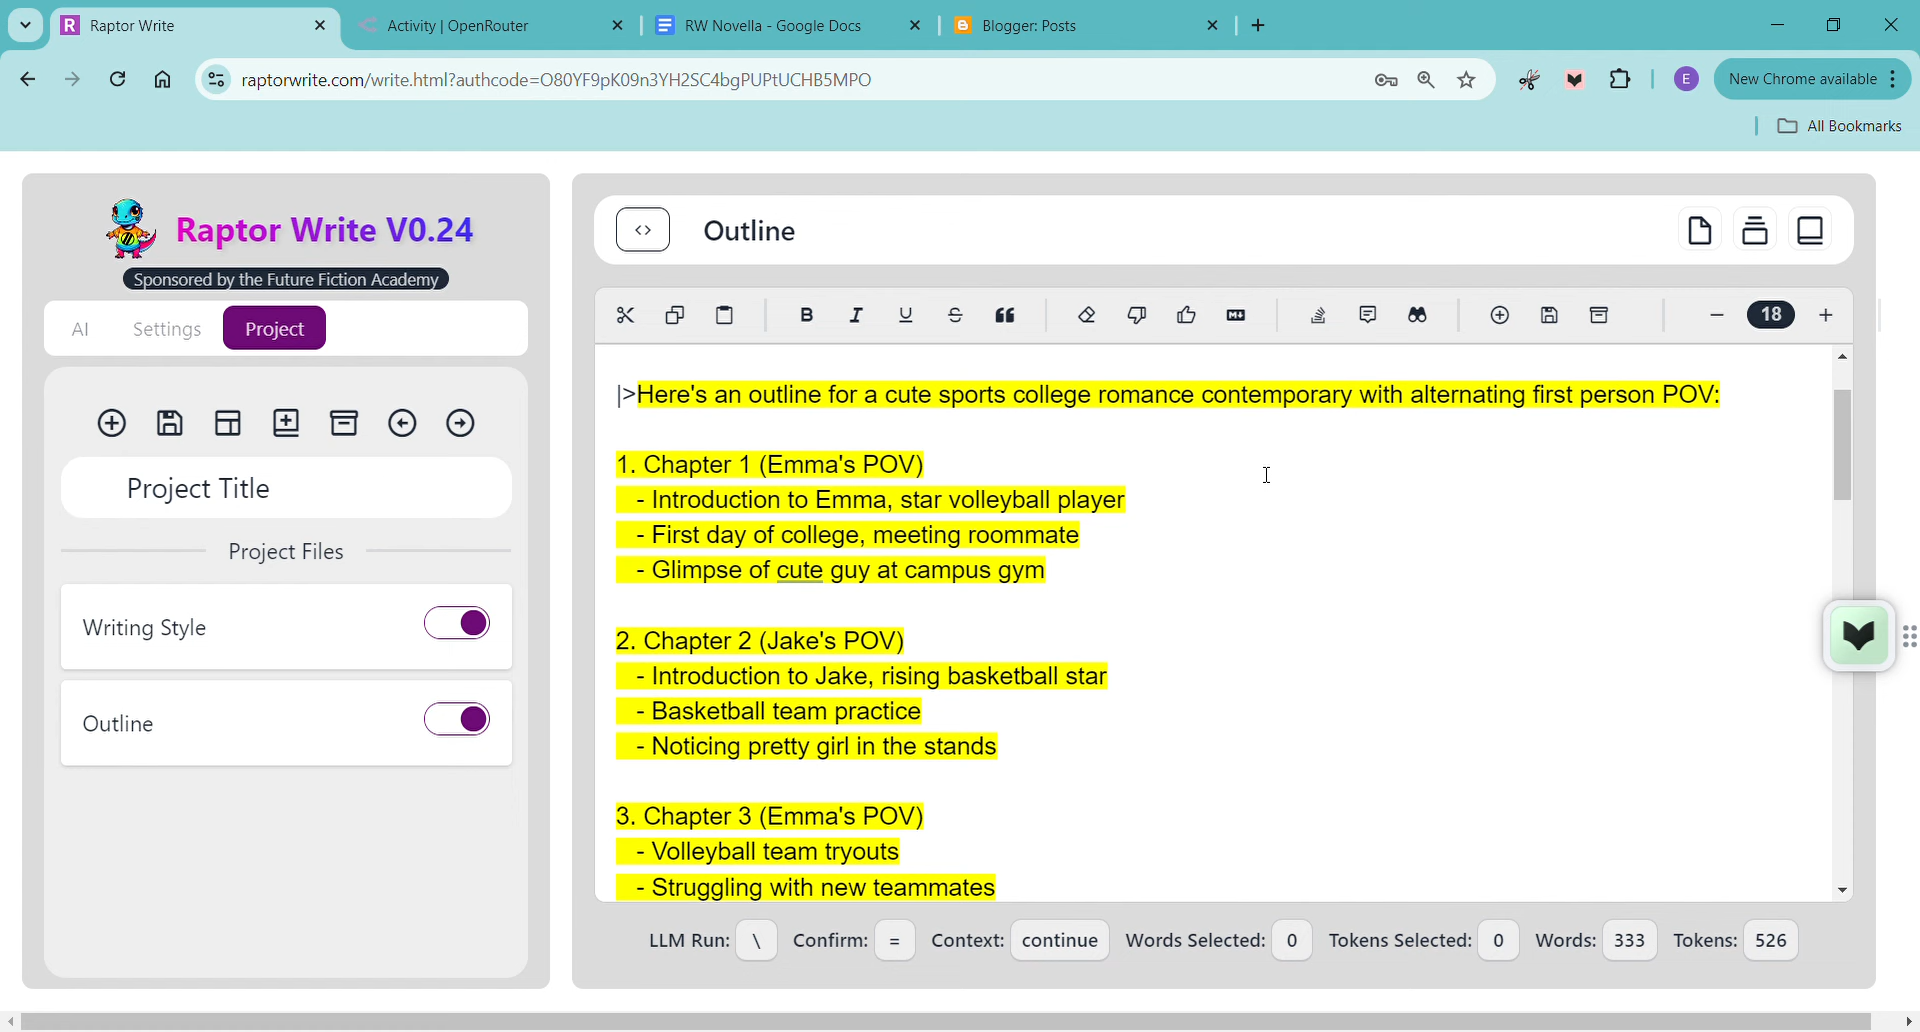 Raptor Write
Activity | OpenRouter
RW Novella - Google Docs
Blogger: Posts
raptorwrite.com/write.html?authcode=O80YF9pK09n3YH2SC4bgPUPtUCHB5MPO
E
New Chrome available
All Bookmarks
Raptor Write V0.24
Sponsored by the Future Fiction Academy
AI
Settings
Project
Project Title
Project Files
Writing Style
Outline
<>
Outline
B
I
U
S
18
|>Here's an outline for a cute sports college romance contemporary with alternating first person POV:
1. Chapter 1 (Emma's POV)
- Introduction to Emma, star volleyball player
- First day of college, meeting roommate
- Glimpse of cute guy at campus gym
2. Chapter 2 (Jake's POV)
- Introduction to Jake, rising basketball star
- Basketball team practice
- Noticing pretty girl in the stands
3. Chapter 3 (Emma's POV)
- Volleyball team tryouts
- Struggling with new teammates
LLM Run: \ Confirm: = Context: continue Words Selected: 0 Tokens Selected: 0 Words: 333 Tokens: 526